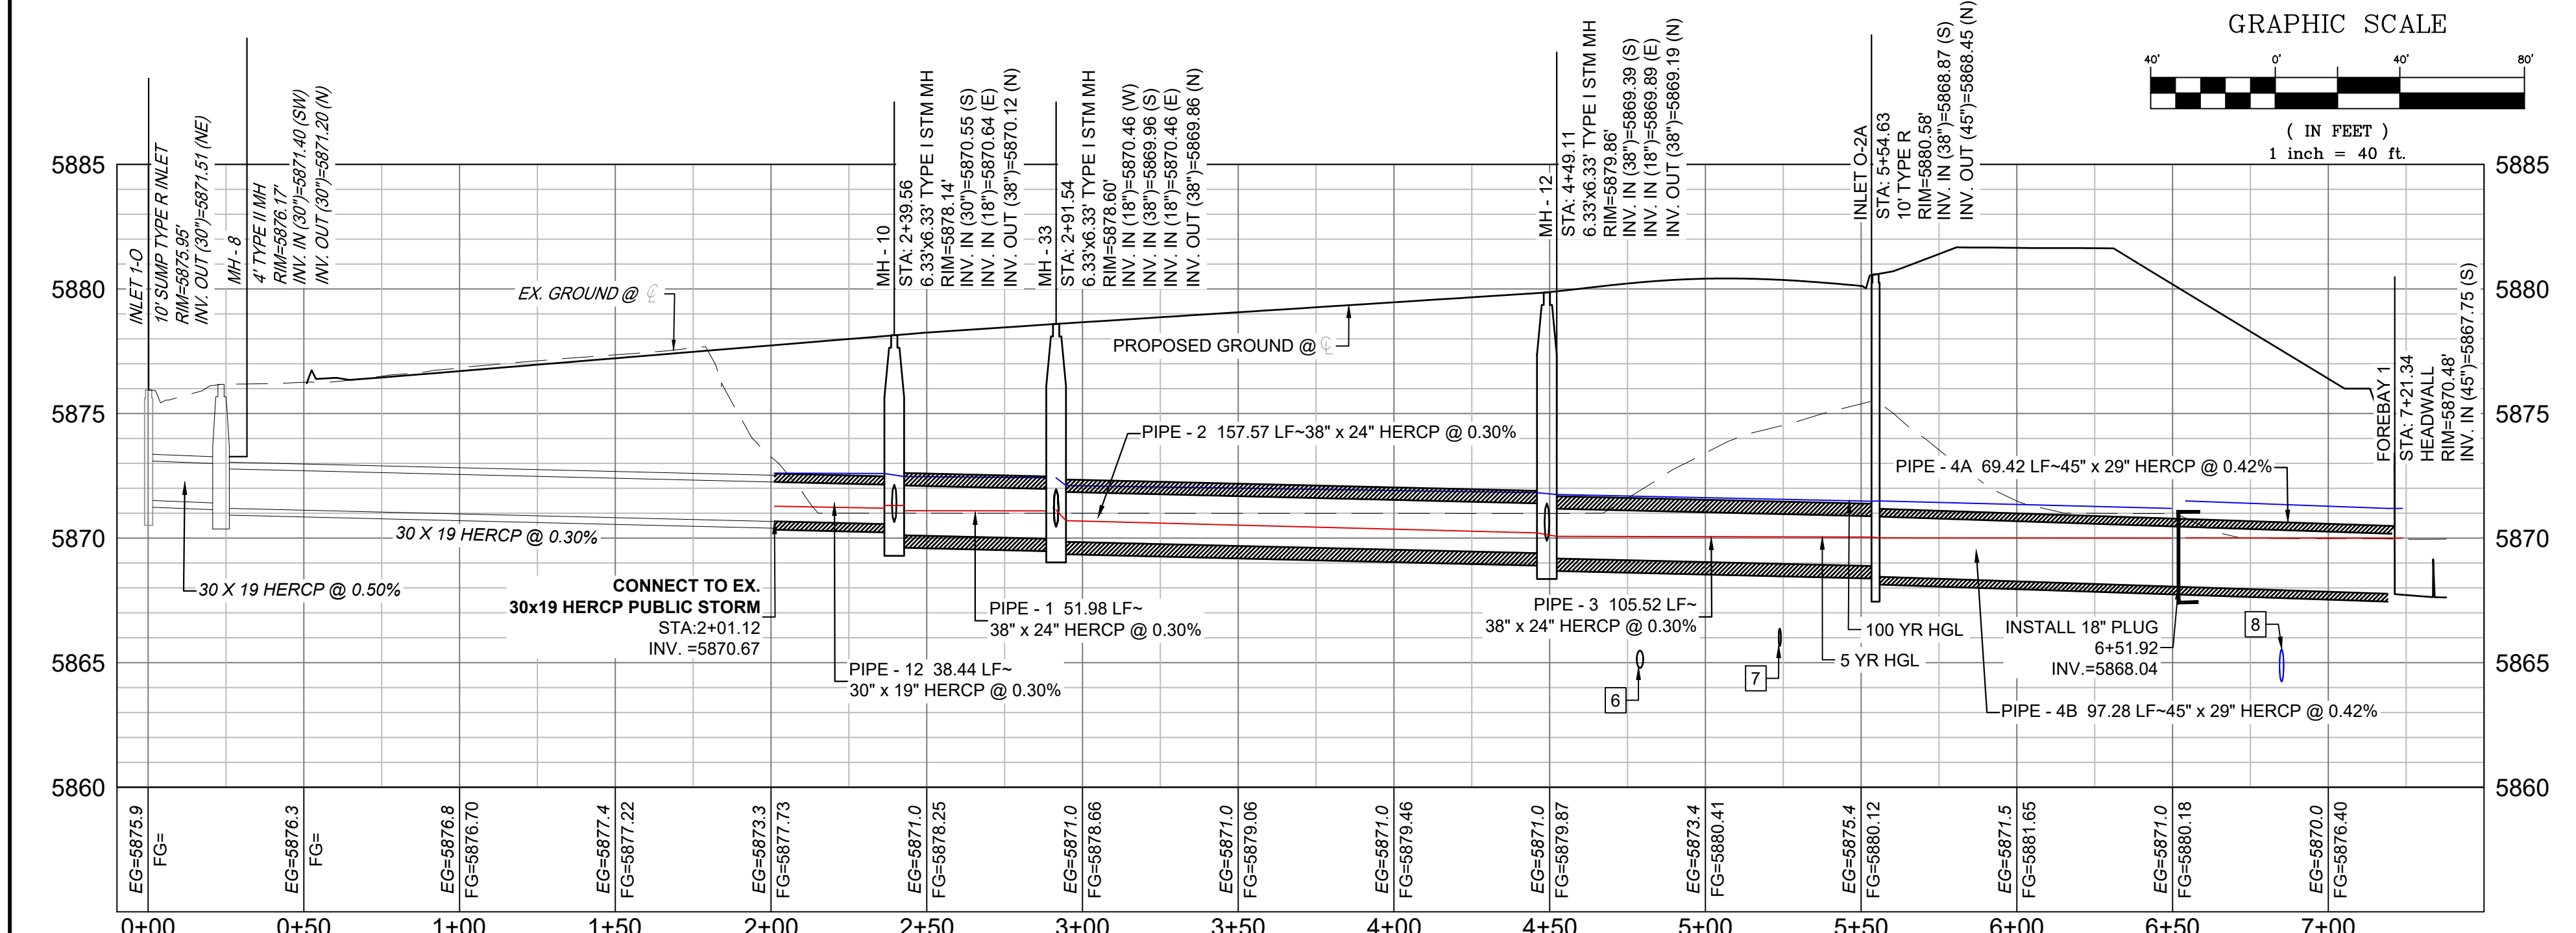 GRAPHIC SCALE
40'
0'
40'
80'
( IN FEET )
1 inch = 40 ft.
INLET 1-O
10' SUMP TYPE R INLET
RIM=5875.95'
INV. OUT (30")=5871.51 (NE)
MH - 8
4' TYPE II MH
RIM=5876.17'
INV. IN (30")=5871.40 (SW)
INV. OUT (30")=5871.20 (N)
MH - 10
STA: 2+39.56
6.33'x6.33' TYPE I STM MH
RIM=5878.14'
INV. IN (30")=5870.55 (S)
INV. IN (18")=5870.64 (E)
INV. OUT (38")=5870.12 (N)
MH - 33
STA: 2+91.54
6.33'x6.33' TYPE I STM MH
RIM=5878.60'
INV. IN (18")=5870.46 (W)
INV. IN (38")=5869.96 (S)
INV. IN (18")=5870.46 (E)
INV. OUT (38")=5869.86 (N)
MH - 12
STA: 4+49.11
6.33'x6.33' TYPE I STM MH
RIM=5879.86'
INV. IN (38")=5869.39 (S)
INV. IN (18")=5869.89 (E)
INV. OUT (38")=5869.19 (N)
INLET O-2A
STA: 5+54.63
10' TYPE R
RIM=5880.58'
INV. IN (38")=5868.87 (S)
INV. OUT (45")=5868.45 (N)
FOREBAY 1
STA: 7+21.34
HEADWALL
RIM=5870.48'
INV. IN (45")=5867.75 (S)
5885
5885
5880
5880
5875
5875
5870
5870
5865
5865
5860
5860
EX. GROUND @ CL
PROPOSED GROUND @ CL
PIPE - 2 157.57 LF~38" x 24" HERCP @ 0.30%
PIPE - 4A 69.42 LF~45" x 29" HERCP @ 0.42%
30 X 19 HERCP @ 0.30%
30 X 19 HERCP @ 0.50%
CONNECT TO EX.
30x19 HERCP PUBLIC STORM
STA:2+01.12
INV. =5870.67
PIPE - 1 51.98 LF~
38" x 24" HERCP @ 0.30%
PIPE - 12 38.44 LF~
30" x 19" HERCP @ 0.30%
PIPE - 3 105.52 LF~
38" x 24" HERCP @ 0.30%
100 YR HGL
5 YR HGL
INSTALL 18" PLUG
6+51.92
INV.=5868.04
6
7
8
PIPE - 4B 97.28 LF~45" x 29" HERCP @ 0.42%
EG=5875.9
FG=
EG=5876.3
FG=
EG=5876.8
FG=5876.70
EG=5877.4
FG=5877.22
EG=5873.3
FG=5877.73
EG=5871.0
FG=5878.25
EG=5871.0
FG=5878.66
EG=5871.0
FG=5879.06
EG=5871.0
FG=5879.46
EG=5871.0
FG=5879.87
EG=5873.4
FG=5880.41
EG=5875.4
FG=5880.12
EG=5871.5
FG=5881.65
EG=5871.0
FG=5880.18
EG=5870.0
FG=5876.40
0+00
0+50
1+00
1+50
2+00
2+50
3+00
3+50
4+00
4+50
5+00
5+50
6+00
6+50
7+00